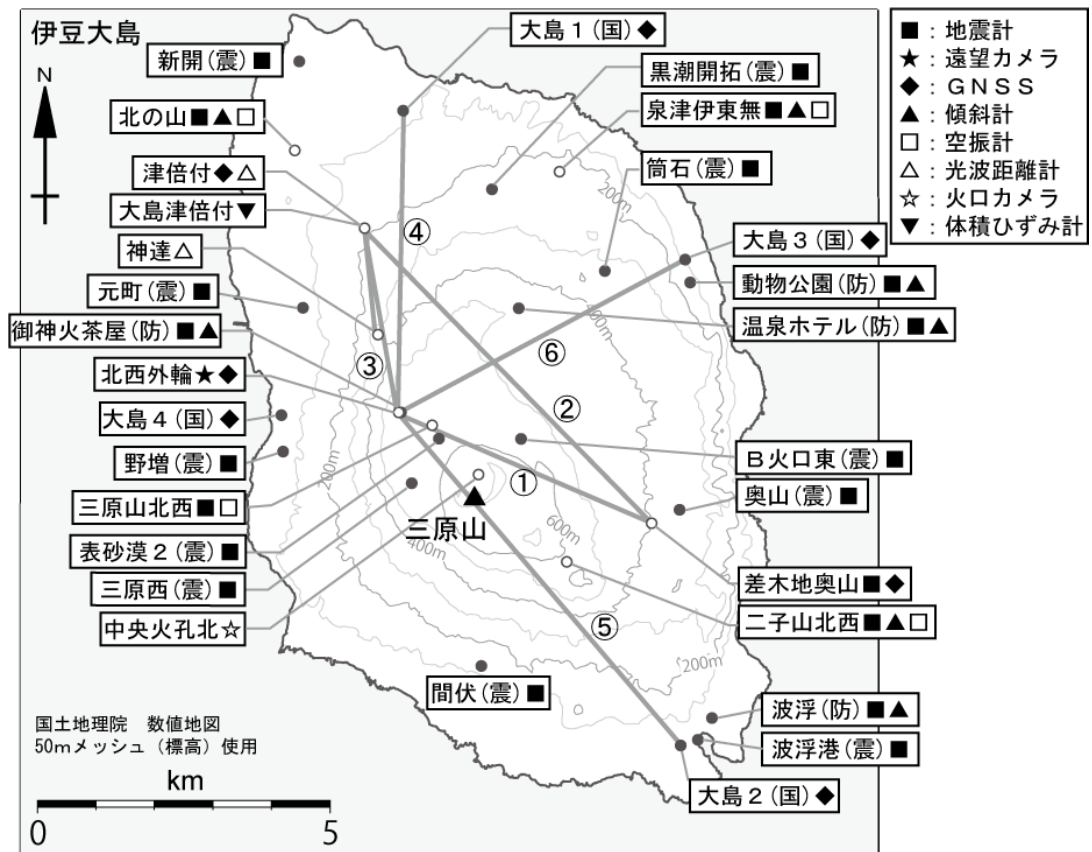 伊豆大島
N
大島１(国)◆
新開(震)■
黒潮開拓(震)■
北の山■▲□
泉津伊東無■▲□
津倍付◆△
筒石(震)■
大島津倍付▼
神達△
大島３(国)◆
元町(震)■
動物公園(防)■▲
御神火茶屋(防)■▲
温泉ホテル(防)■▲
北西外輪★◆
大島４(国)◆
野増(震)■
Ｂ火口東(震)■
三原山北西■□
奥山(震)■
表砂漠２(震)■
三原西(震)■
差木地奥山■◆
中央火孔北☆
二子山北西■▲□
間伏(震)■
波浮(防)■▲
波浮港(震)■
大島２(国)◆
三原山
①
②
③
④
⑤
⑥
200m
400m
200m
600m
400m
200m
国土地理院　数値地図
50mメッシュ（標高）使用
km
0
5
■：地震計
★：遠望カメラ
◆：ＧＮＳＳ
▲：傾斜計
□：空振計
△：光波距離計
☆：火口カメラ
▼：体積ひずみ計